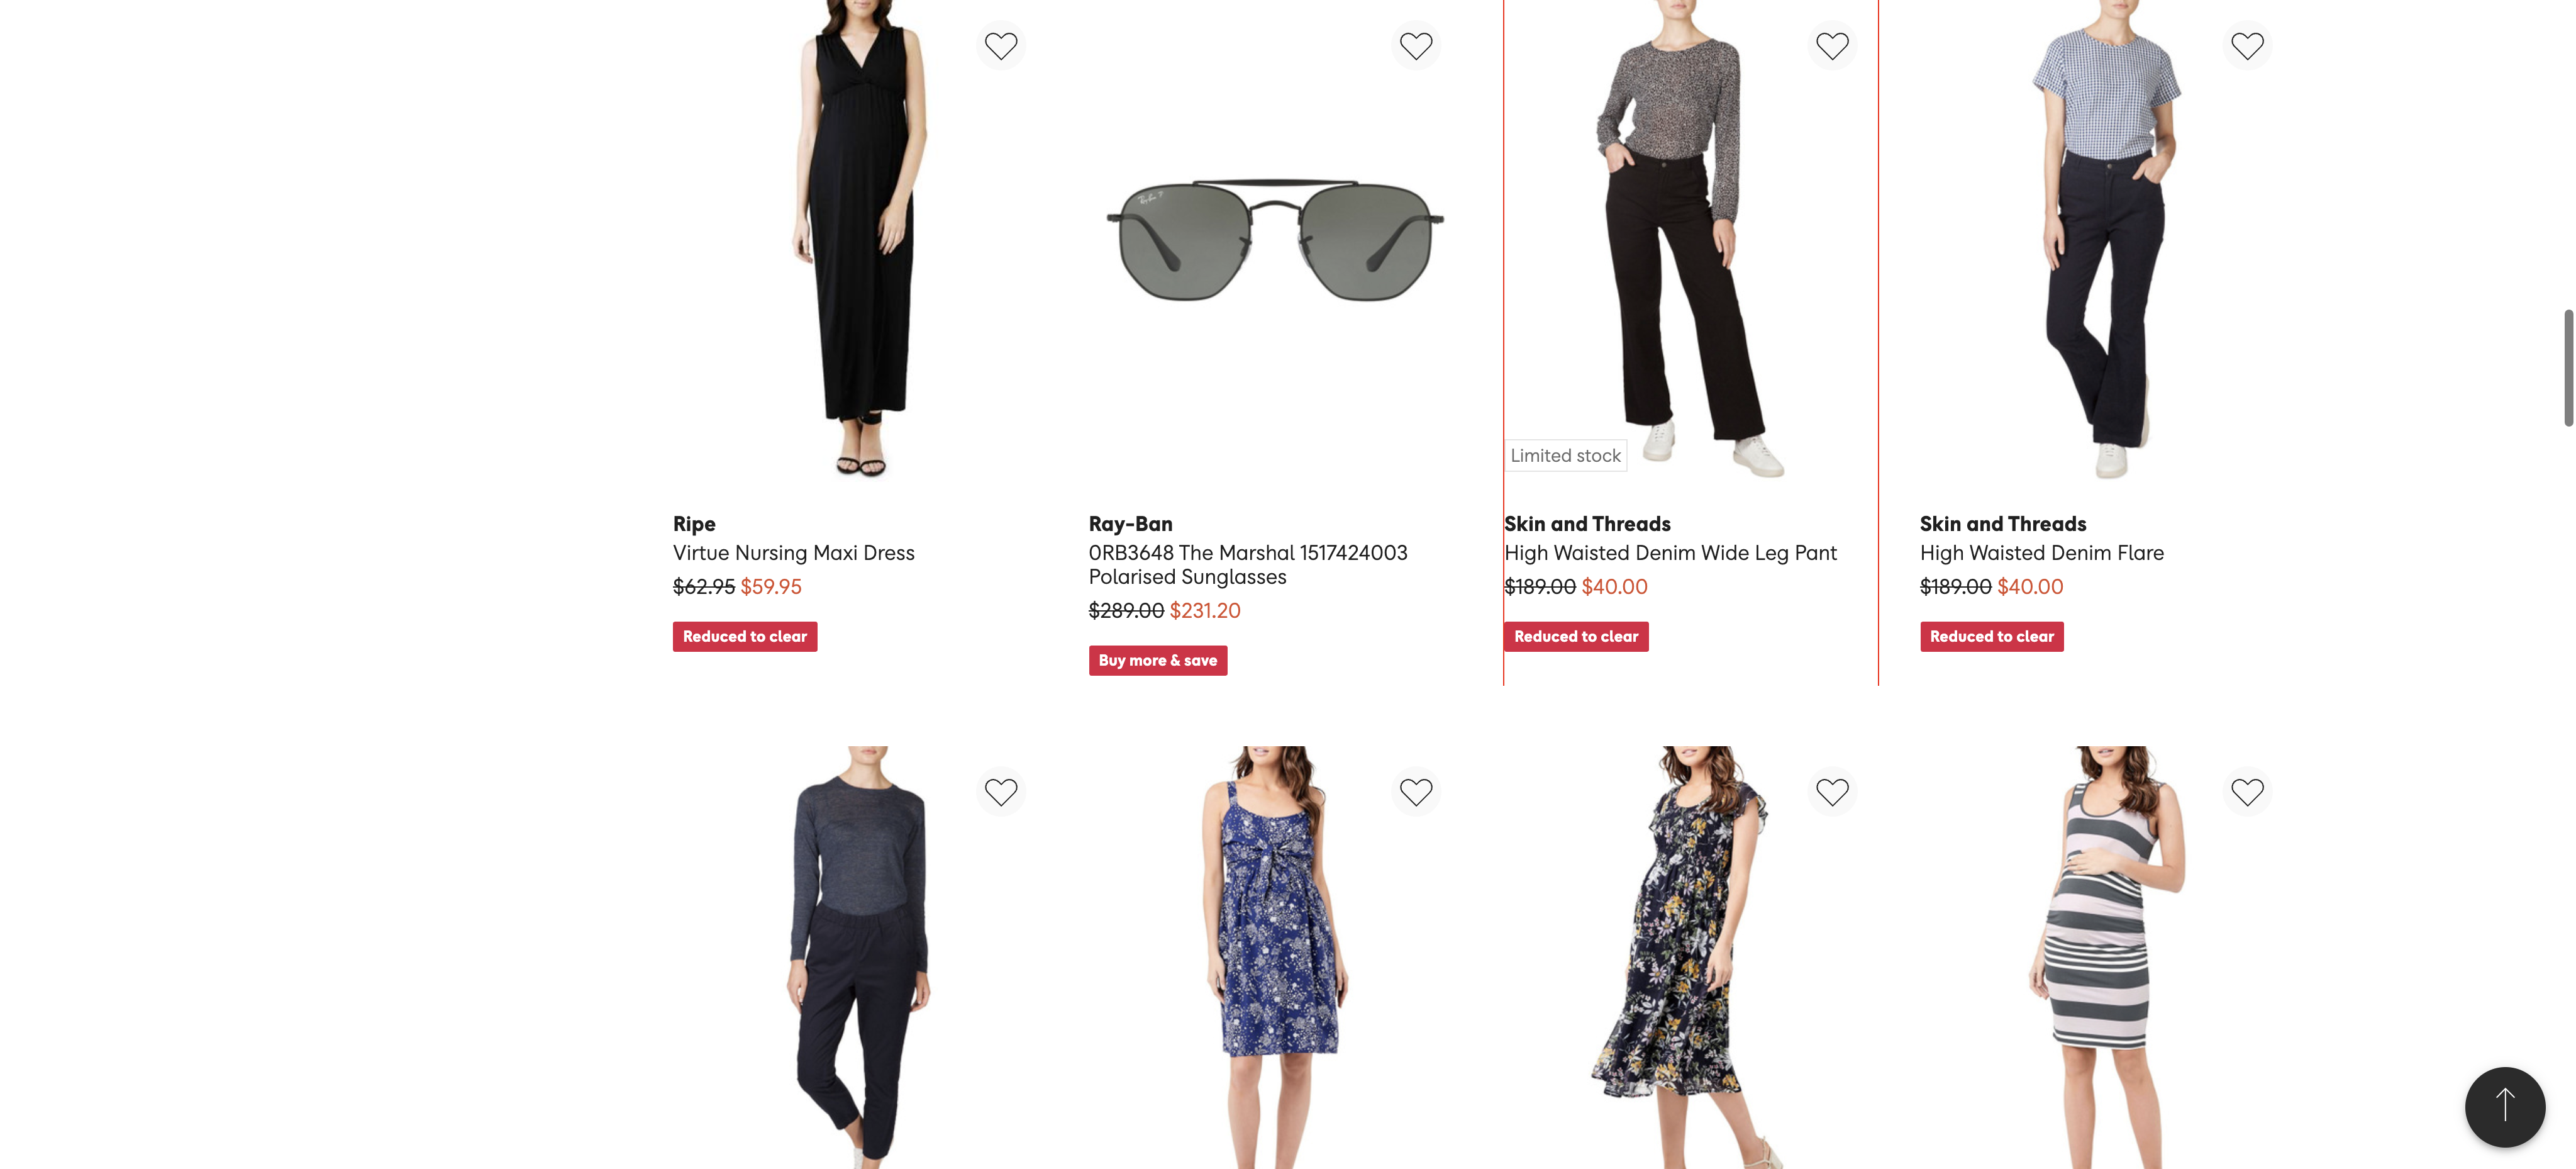 Limited stock
Ripe
Virtue Nursing Maxi Dress
$62.95 $59.95
Reduced to clear
Ray-Ban
0RB3648 The Marshal 1517424003
Polarised Sunglasses
$289.00 $231.20
Buy more & save
Skin and Threads
High Waisted Denim Wide Leg Pant
$189.00 $40.00
Reduced to clear
Skin and Threads
High Waisted Denim Flare
$189.00 $40.00
Reduced to clear